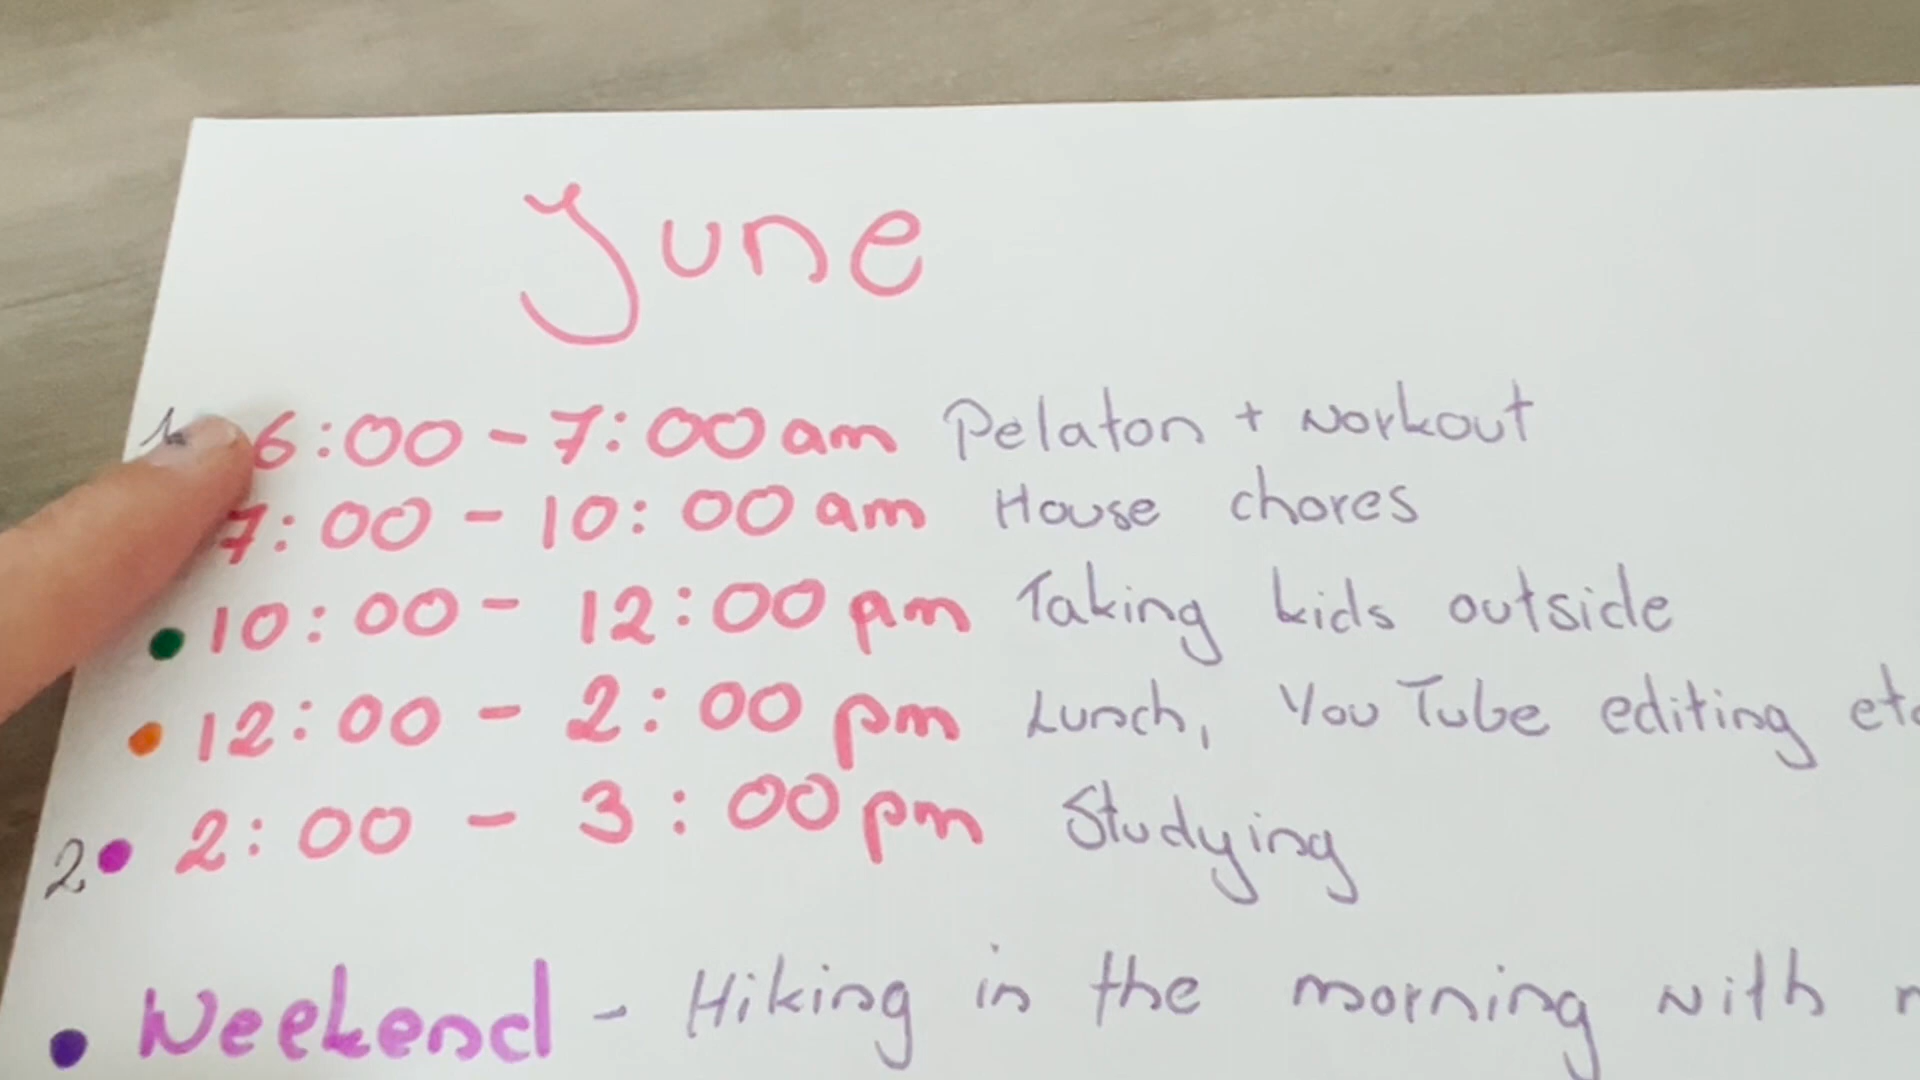 June
1. 6:00 - 7:00 am Pelaton + workout
7:00 - 10:00 am House chores
10:00 - 12:00 pm Taking kids outside
12:00 - 2:00 pm Lunch, YouTube editing etc
2 2:00 - 3:00 pm Studying
Weekend - Hiking in the morning with